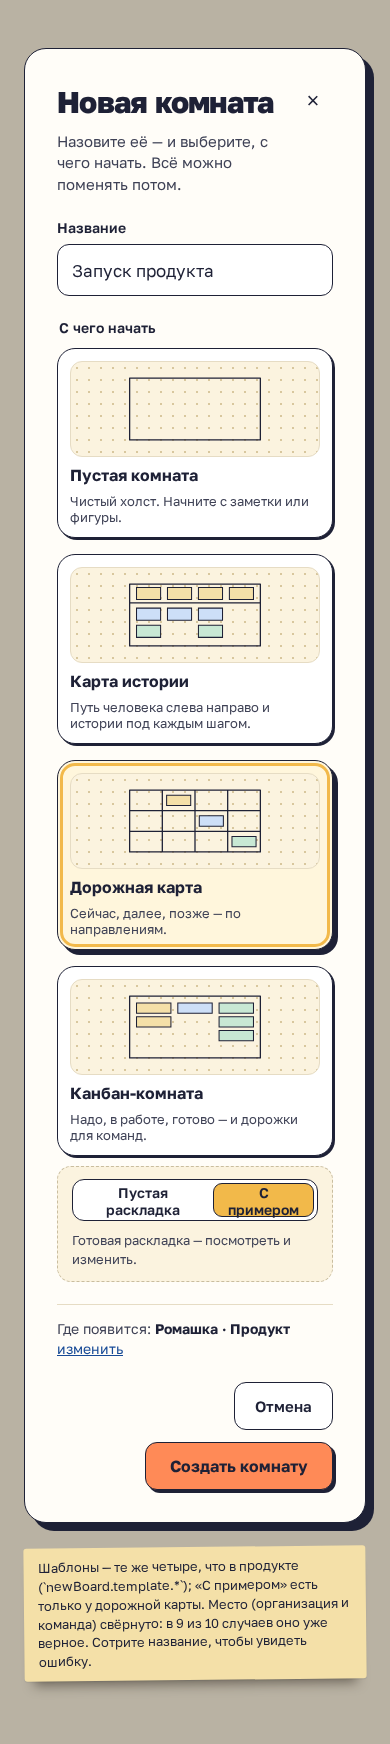 Новая комната
×
Назовите её — и выберите, с
чего начать. Всё можно
поменять потом.
Название
Запуск продукта
С чего начать
Пустая комната
Чистый холст. Начните с заметки или
фигуры.
Карта истории
Путь человека слева направо и
истории под каждым шагом.
Дорожная карта
Сейчас, далее, позже — по
направлениям.
Канбан-комната
Надо, в работе, готово — и дорожки
для команд.
Пустая
раскладка
С
примером
Готовая раскладка — посмотреть и
изменить.
Где появится: Ромашка · Продукт
изменить
Отмена
Создать комнату
Шаблоны — те же четыре, что в продукте
(`newBoard.template.*`); «С примером» есть
только у дорожной карты. Место (организация и
команда) свёрнуто: в 9 из 10 случаев оно уже
верное. Сотрите название, чтобы увидеть
ошибку.